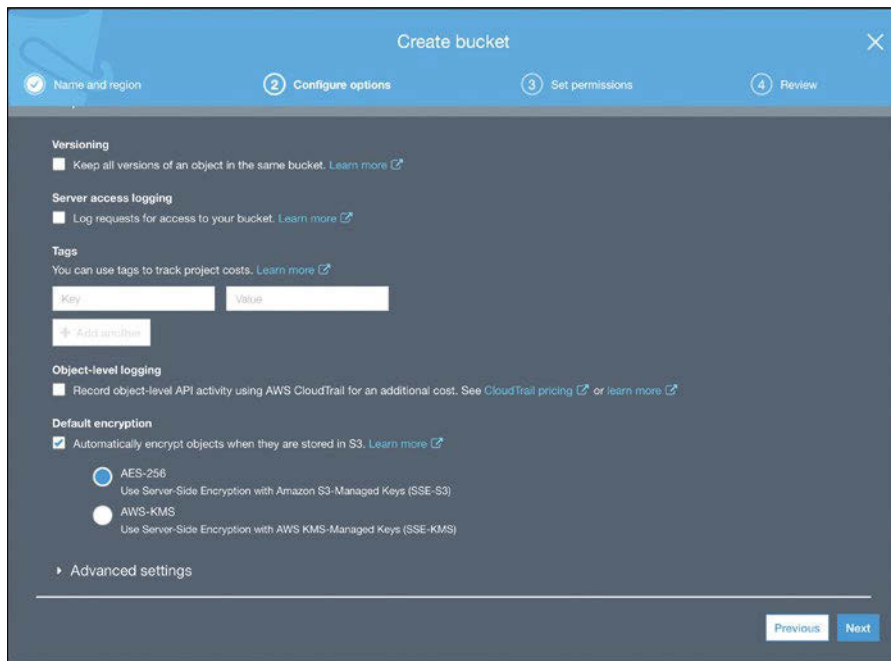 Create bucket
Name and region
2 Configure options
3 Set permissions
4 Review
Versioning
Keep all versions of an object in the same bucket. Learn more
Server access logging
Log requests for access to your bucket. Learn more
Tags
You can use tags to track project costs. Learn more
Key Value
+ Add another
Object-level logging
Record object-level API activity using AWS CloudTrail for an additional cost. See CloudTrail pricing or learn more
Default encryption
Automatically encrypt objects when they are stored in S3. Learn more
AES-256
Use Server-Side Encryption with Amazon S3-Managed Keys (SSE-S3)
AWS-KMS
Use Server-Side Encryption with AWS KMS-Managed Keys (SSE-KMS)
Advanced settings
Previous Next